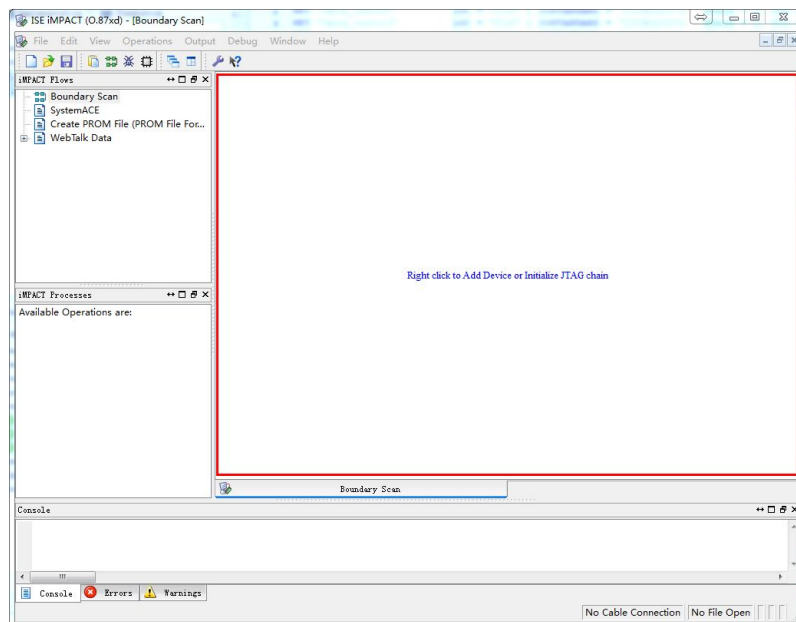 ISE iMPACT (O.87xd) - [Boundary Scan]
File Edit View Operations Output Debug Window Help
iMPACT Flows
Boundary Scan
SystemACE
Create PROM File (PROM File For...
WebTalk Data
Right click to Add Device or Initialize JTAG chain
iMPACT Processes
Available Operations are:
Boundary Scan
Console
Console Errors Warnings
No Cable Connection No File Open